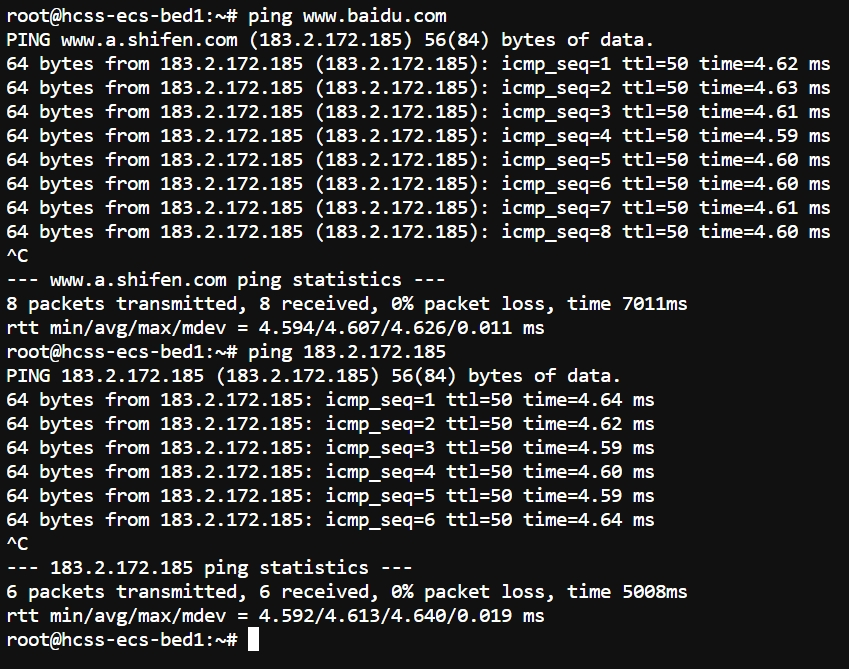 root@hcss-ecs-bed1:~# ping www.baidu.com
PING www.a.shifen.com (183.2.172.185) 56(84) bytes of data.
64 bytes from 183.2.172.185 (183.2.172.185): icmp_seq=1 ttl=50 time=4.62 ms
64 bytes from 183.2.172.185 (183.2.172.185): icmp_seq=2 ttl=50 time=4.63 ms
64 bytes from 183.2.172.185 (183.2.172.185): icmp_seq=3 ttl=50 time=4.61 ms
64 bytes from 183.2.172.185 (183.2.172.185): icmp_seq=4 ttl=50 time=4.59 ms
64 bytes from 183.2.172.185 (183.2.172.185): icmp_seq=5 ttl=50 time=4.60 ms
64 bytes from 183.2.172.185 (183.2.172.185): icmp_seq=6 ttl=50 time=4.60 ms
64 bytes from 183.2.172.185 (183.2.172.185): icmp_seq=7 ttl=50 time=4.61 ms
64 bytes from 183.2.172.185 (183.2.172.185): icmp_seq=8 ttl=50 time=4.60 ms
^C
--- www.a.shifen.com ping statistics ---
8 packets transmitted, 8 received, 0% packet loss, time 7011ms
rtt min/avg/max/mdev = 4.594/4.607/4.626/0.011 ms
root@hcss-ecs-bed1:~# ping 183.2.172.185
PING 183.2.172.185 (183.2.172.185) 56(84) bytes of data.
64 bytes from 183.2.172.185: icmp_seq=1 ttl=50 time=4.64 ms
64 bytes from 183.2.172.185: icmp_seq=2 ttl=50 time=4.62 ms
64 bytes from 183.2.172.185: icmp_seq=3 ttl=50 time=4.59 ms
64 bytes from 183.2.172.185: icmp_seq=4 ttl=50 time=4.60 ms
64 bytes from 183.2.172.185: icmp_seq=5 ttl=50 time=4.59 ms
64 bytes from 183.2.172.185: icmp_seq=6 ttl=50 time=4.64 ms
^C
--- 183.2.172.185 ping statistics ---
6 packets transmitted, 6 received, 0% packet loss, time 5008ms
rtt min/avg/max/mdev = 4.592/4.613/4.640/0.019 ms
root@hcss-ecs-bed1:~#